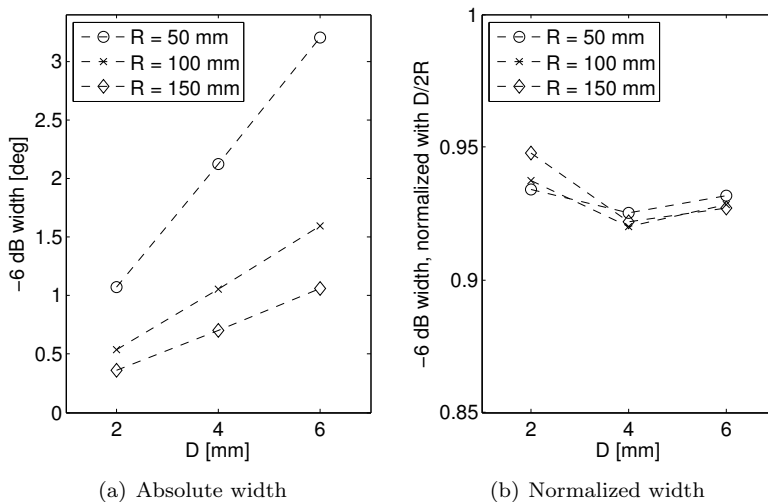 R = 50 mm
R = 100 mm
R = 150 mm
3
2.5
2
1.5
1
0.5
0
−6 dB width [deg]
2
4
6
D [mm]
(a) Absolute width
R = 50 mm
R = 100 mm
R = 150 mm
1
0.95
0.9
0.85
−6 dB width, normalized with D/2R
2
4
6
D [mm]
(b) Normalized width